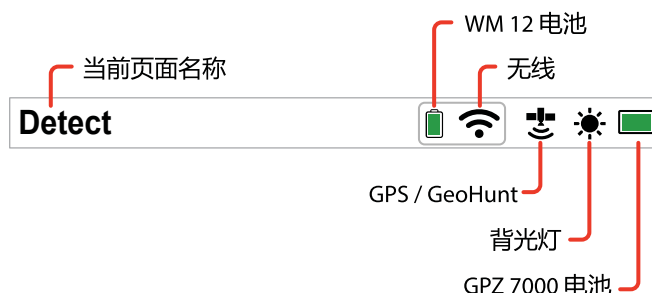 WM 12 电池
当前页面名称
无线
Detect
GPS / GeoHunt
背光灯
GPZ 7000 电池